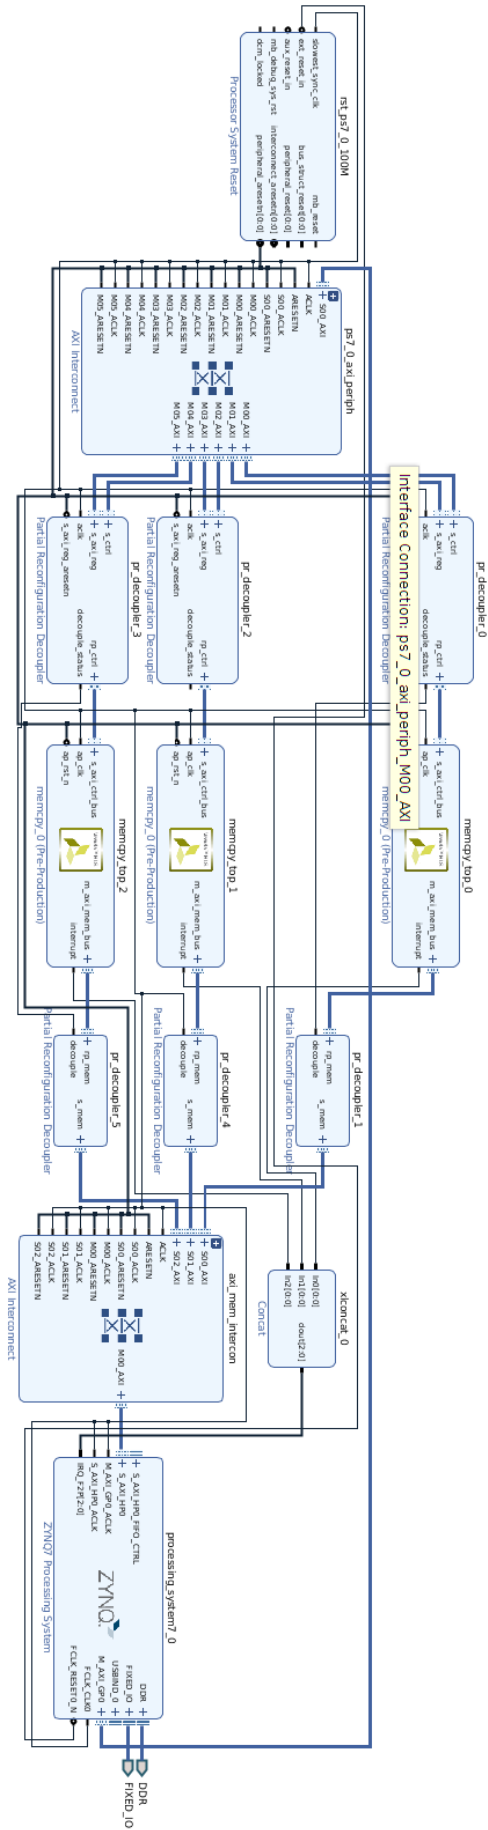 rst_ps7_0_100M
slowest_sync_clk
ext_reset_in
aux_reset_in
mb_debug_sys_rst
dcm_locked
mb_reset
bus_struct_reset[0:0]
peripheral_reset[0:0]
interconnect_aresetn[0:0]
peripheral_aresetn[0:0]
Processor System Reset
ps7_0_axi_periph
S00_AXI
ACLK
ARESETN
S00_ACLK
S00_ARESETN
M00_ACLK
M00_ARESETN
M01_ACLK
M01_ARESETN
M02_ACLK
M02_ARESETN
M03_ACLK
M03_ARESETN
M04_ACLK
M04_ARESETN
M05_ACLK
M05_ARESETN
M00_AXI
M01_AXI
M02_AXI
M03_AXI
M04_AXI
M05_AXI
AXI Interconnect
Interface Connection: ps7_0_axi_periph_M00_AXI
pr_decoupler_0
s_ctrl
s_axi_reg
aclk
rp_ctrl
decouple_status
Partial Reconfiguration Decoupler
pr_decoupler_2
s_ctrl
s_axi_reg
aclk
s_axi_reg_aresetn
rp_ctrl
decouple_status
Partial Reconfiguration Decoupler
pr_decoupler_3
s_ctrl
s_axi_reg
aclk
s_axi_reg_aresetn
rp_ctrl
decouple_status
Partial Reconfiguration Decoupler
memcpy_top_0
s_axi_ctrl_bus
ap_clk
m_axi_mem_bus
interrupt
memcpy_0 (Pre-Production)
memcpy_top_1
s_axi_ctrl_bus
ap_clk
ap_rst_n
m_axi_mem_bus
interrupt
memcpy_0 (Pre-Production)
memcpy_top_2
s_axi_ctrl_bus
ap_clk
ap_rst_n
m_axi_mem_bus
interrupt
memcpy_0 (Pre-Production)
pr_decoupler_1
rp_mem
decouple
s_mem
Partial Reconfiguration Decoupler
pr_decoupler_4
rp_mem
decouple
s_mem
Partial Reconfiguration Decoupler
pr_decoupler_5
rp_mem
decouple
s_mem
Partial Reconfiguration Decoupler
xlconcat_0
In0[0:0]
In1[0:0]
In2[0:0]
dout[2:0]
Concat
axi_mem_intercon
S00_AXI
S01_AXI
S02_AXI
ACLK
ARESETN
S00_ACLK
S00_ARESETN
M00_ACLK
M00_ARESETN
S01_ACLK
S01_ARESETN
S02_ACLK
S02_ARESETN
M00_AXI
AXI Interconnect
processing_system7_0
S_AXI_HP0_FIFO_CTRL
S_AXI_HP0
M_AXI_GP0_ACLK
S_AXI_HP0_ACLK
IRQ_F2P[2:0]
ZYNQ
DDR
FIXED_IO
USBIND_0
M_AXI_GP0
FCLK_CLK0
FCLK_RESET0_N
ZYNQ7 Processing System
DDR
FIXED_IO